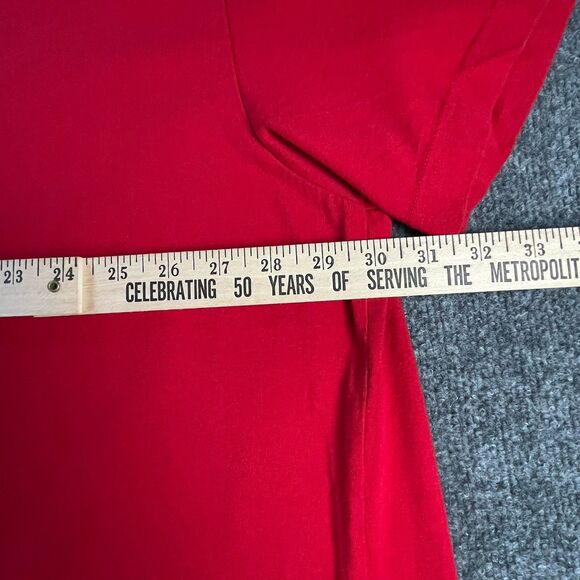 23 24 25 26 27 28 29 30 31 32 33
CELEBRATING 50 YEARS OF SERVING THE METROPOLIT